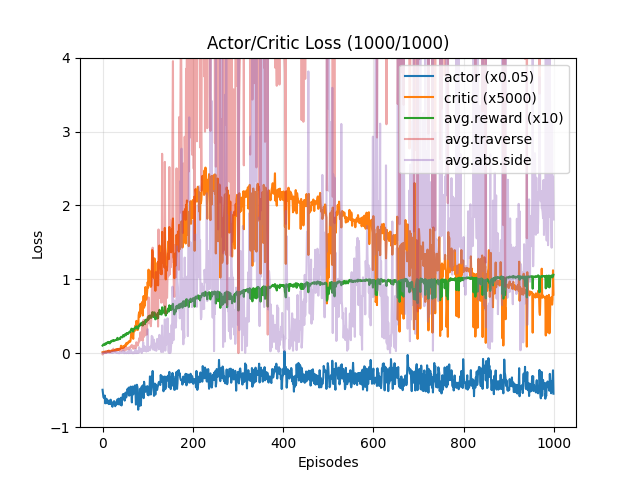 Actor/Critic Loss (1000/1000)
actor (x0.05)
critic (x5000)
avg.reward (x10)
avg.traverse
avg.abs.side
4
3
2
1
0
−1
Loss
0
200
400
600
800
1000
Episodes